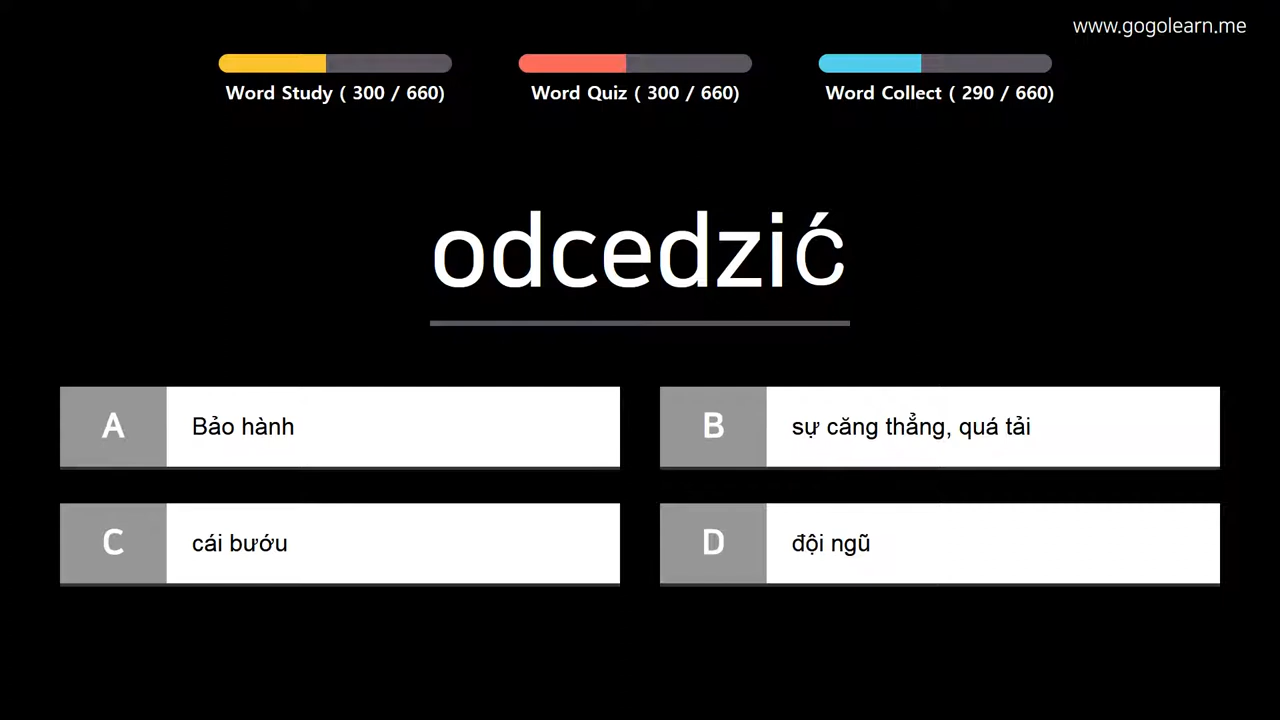 www.gogolearn.me
Word Study ( 300 / 660)
Word Quiz ( 300 / 660)
Word Collect ( 290 / 660)
odcedzić
A Bảo hành
B sự căng thẳng, quá tải
C cái bướu
D đội ngũ